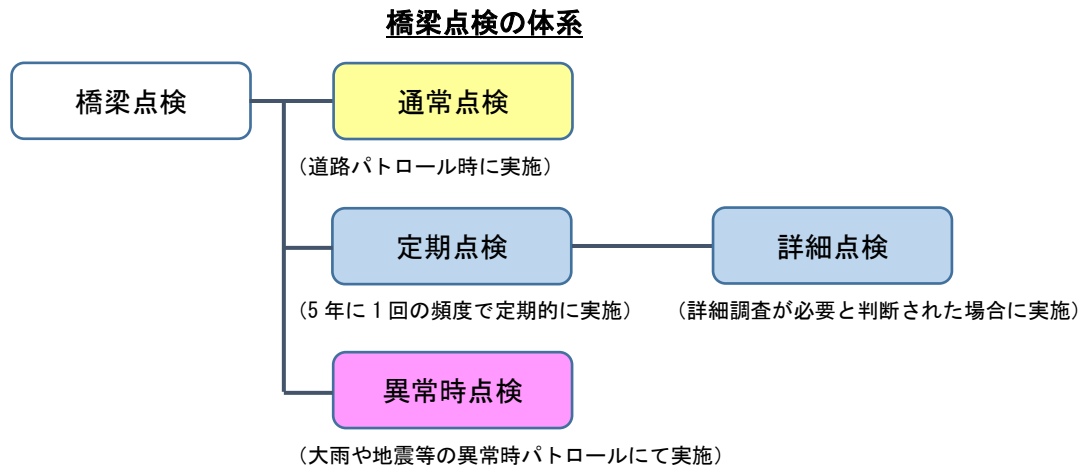 橋梁点検の体系
橋梁点検
通常点検
（道路パトロール時に実施）
定期点検
詳細点検
（5年に1回の頻度で定期的に実施）
（詳細調査が必要と判断された場合に実施）
異常時点検
（大雨や地震等の異常時パトロールにて実施）